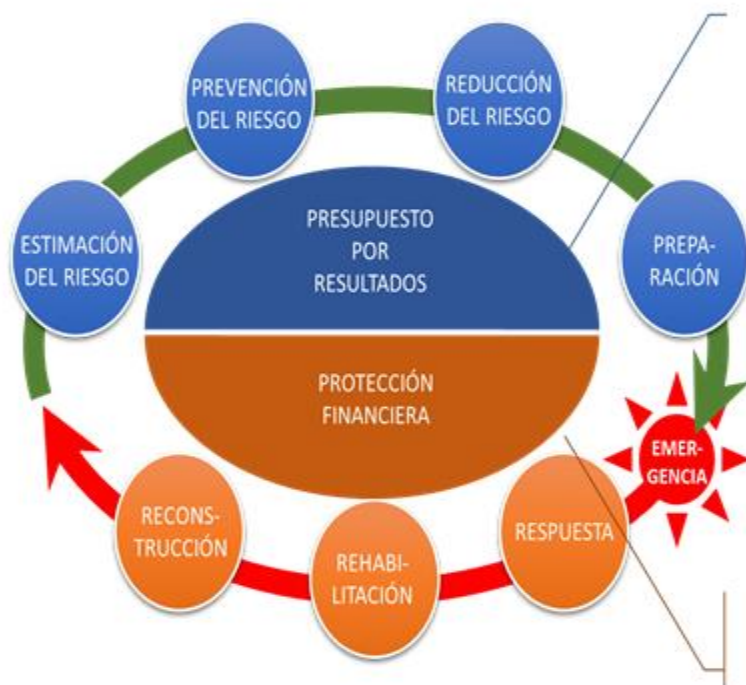 PREVENCIÓN
DEL RIESGO
REDUCCIÓN
DEL RIESGO
ESTIMACIÓN
DEL RIESGO
PRESUPUESTO
POR
RESULTADOS
PREPA-
RACIÓN
PROTECCIÓN
FINANCIERA
EMER-
GENCIA
RECONS-
TRUCCIÓN
REHABI-
LITACIÓN
RESPUESTA